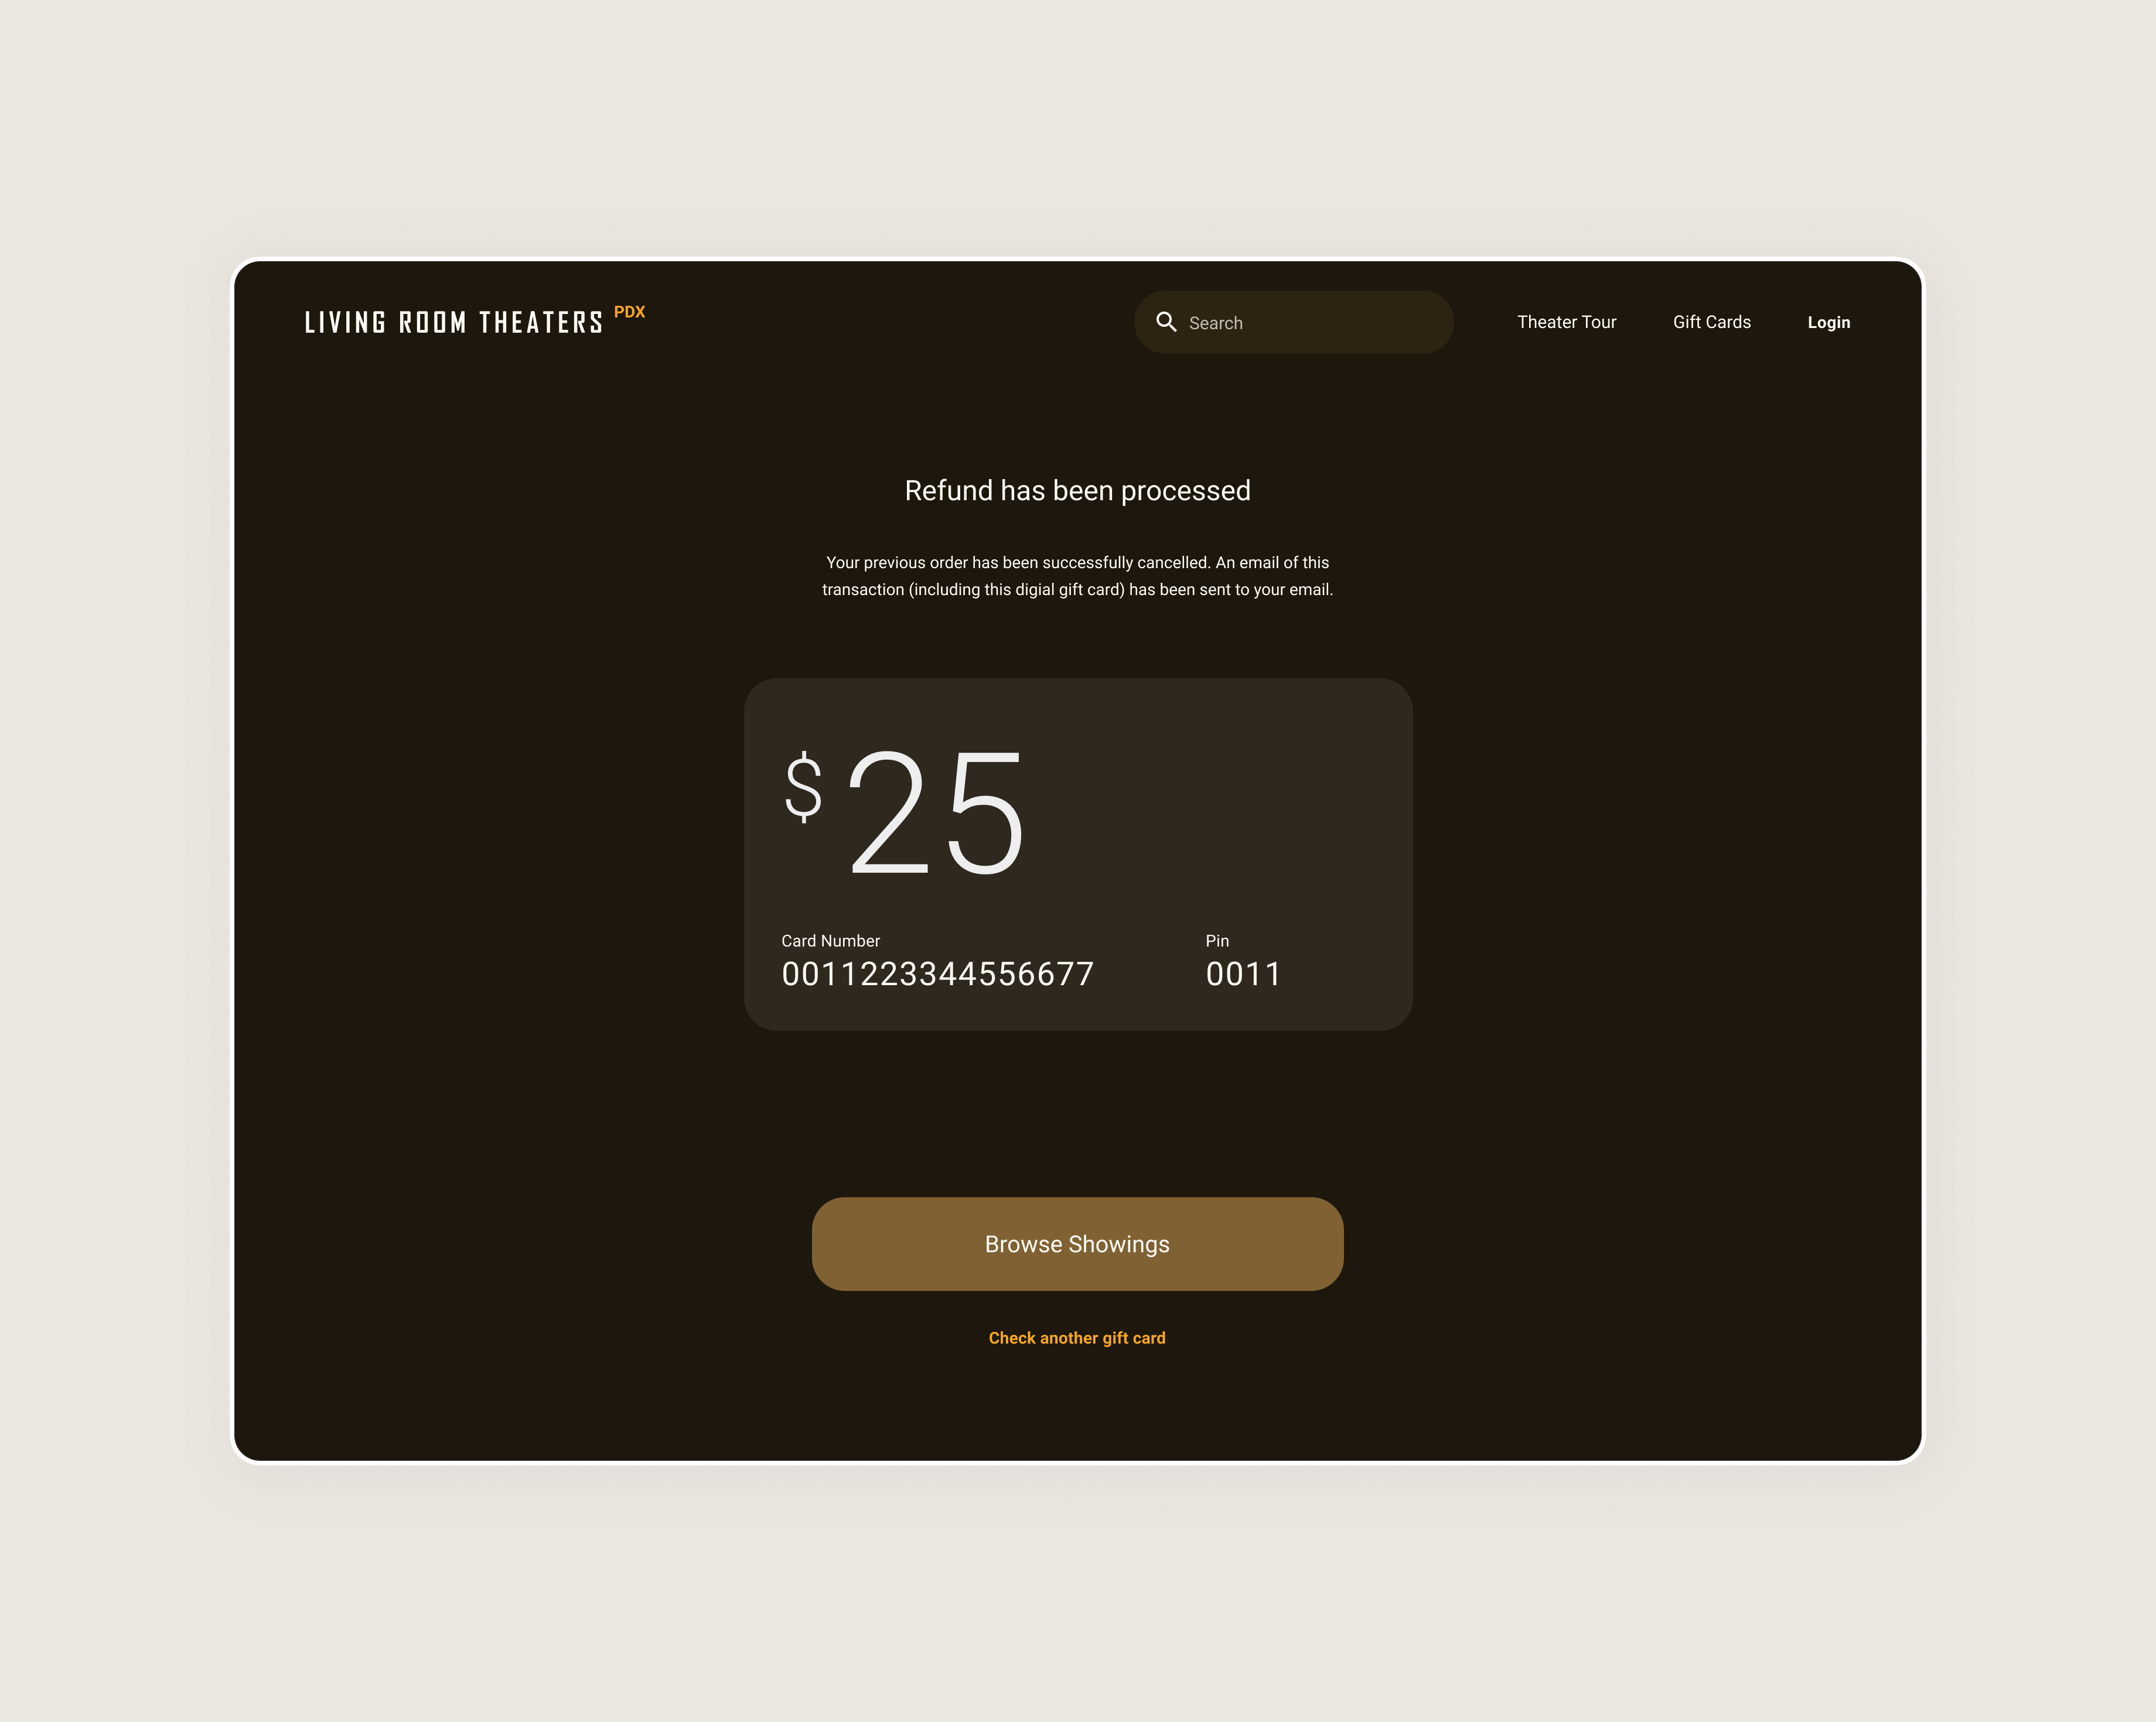 LIVING ROOM THEATERS PDX
Search
Theater Tour
Gift Cards
Login
Refund has been processed
Your previous order has been successfully cancelled. An email of this
transaction (including this digial gift card) has been sent to your email.
$ 25
Card Number
0011223344556677
Pin
0011
Browse Showings
Check another gift card